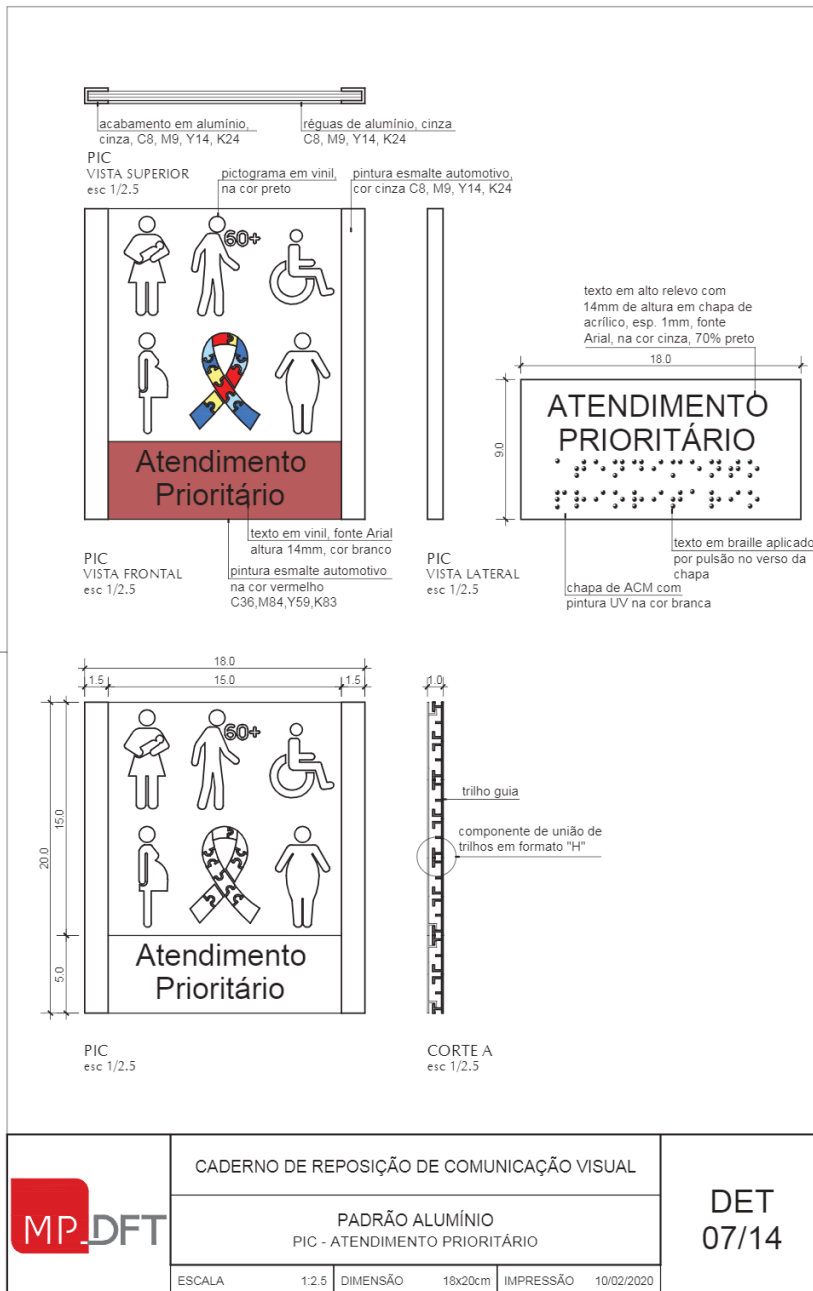 acabamento em alumínio,
cinza, C8, M9, Y14, K24
réguas de alumínio, cinza
C8, M9, Y14, K24
PIC
VISTA SUPERIOR
esc 1/2.5
pictograma em vinil,
na cor preto
pintura esmalte automotivo,
cor cinza C8, M9, Y14, K24
60+
Atendimento
Prioritário
texto em vinil, fonte Arial
altura 14mm, cor branco
pintura esmalte automotivo
na cor vermelho
C36,M84,Y59,K83
PIC
VISTA FRONTAL
esc 1/2.5
PIC
VISTA LATERAL
esc 1/2.5
texto em alto relevo com
14mm de altura em chapa de
acrílico, esp. 1mm, fonte
Arial, na cor cinza, 70% preto
18.0
9.0
ATENDIMENTO
PRIORITÁRIO
texto em braille aplicado
por pulsão no verso da
chapa
chapa de ACM com
pintura UV na cor branca
18.0
1.5
15.0
1.5
1.0
20.0
15.0
5.0
60+
Atendimento
Prioritário
trilho guia
componente de união de
trilhos em formato "H"
PIC
esc 1/2.5
CORTE A
esc 1/2.5
MP DFT
CADERNO DE REPOSIÇÃO DE COMUNICAÇÃO VISUAL
PADRÃO ALUMÍNIO
PIC - ATENDIMENTO PRIORITÁRIO
ESCALA 1:2.5 DIMENSÃO 18x20cm IMPRESSÃO 10/02/2020
DET
07/14